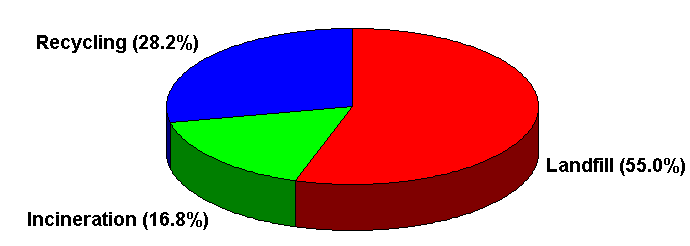 Recycling (28.2%)
Landfill (55.0%)
Incineration (16.8%)